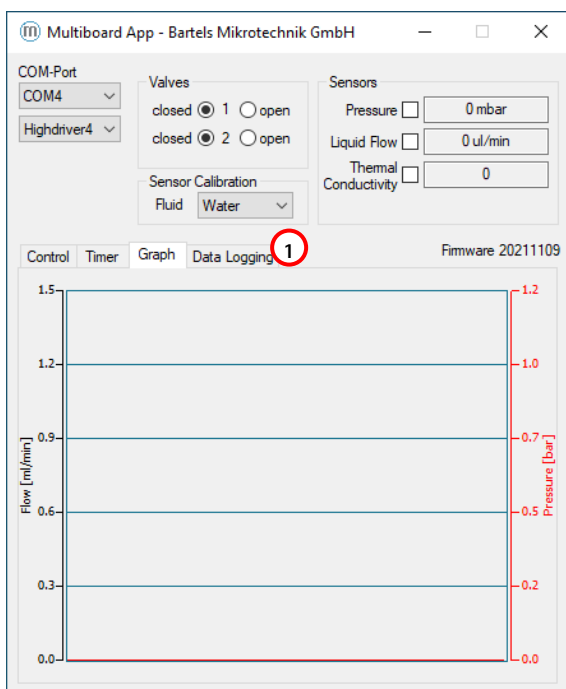 Multiboard App - Bartels Mikrotechnik GmbH
COM-Port
COM4
Highdriver4
Valves
closed 1 open
closed 2 open
Sensor Calibration
Fluid Water
Sensors
Pressure 0 mbar
Liquid Flow 0 ul/min
Thermal
Conductivity 0
Control Timer Graph Data Logging 1 Firmware 20211109
Flow [ml/min]
1.5
1.2
0.9
0.6
0.3
0.0
1.2
1.0
0.7
0.5
0.2
0.0
Pressure [bar]